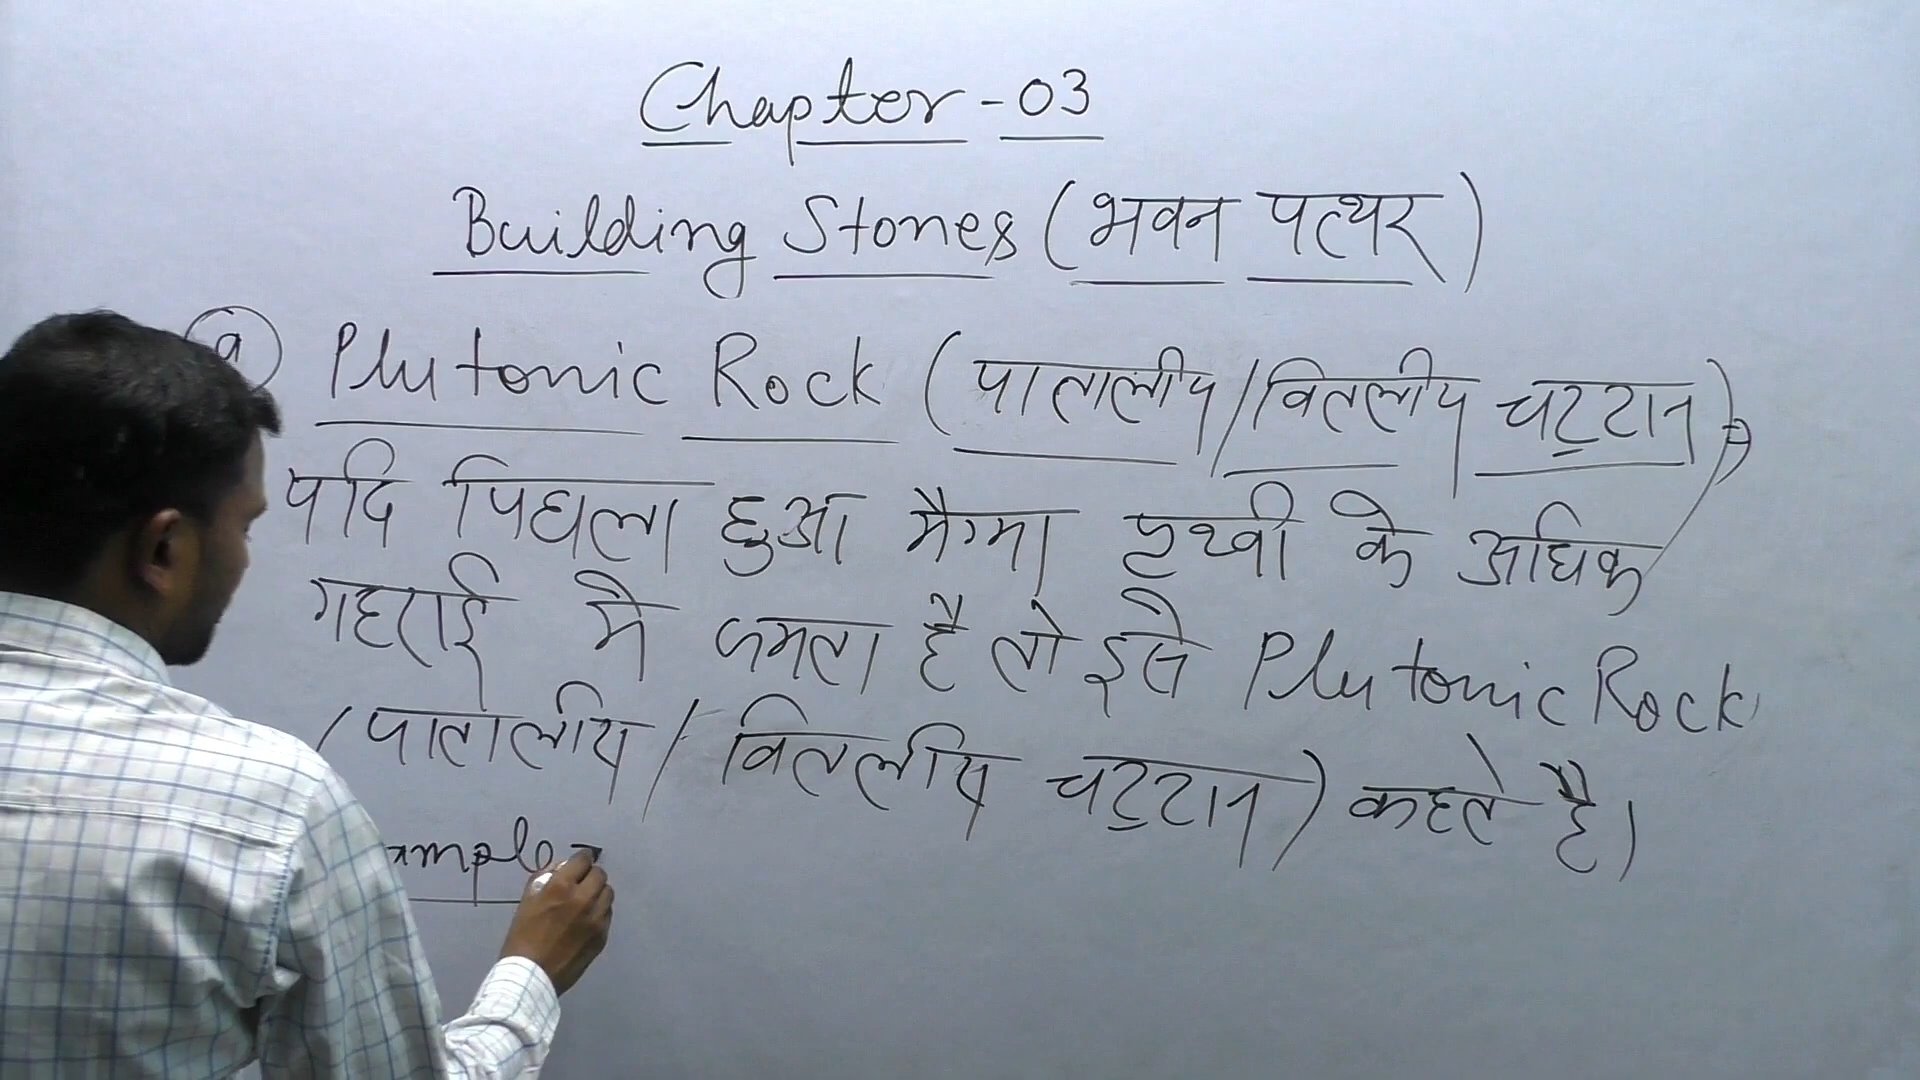 Chapter - 03
Building Stones (भवन पत्थर)
(a) Plutonic Rock (पातालीय/वितलीय चट्टान) ⇒
यदि पिघला हुआ मैग्मा पृथ्वी के अधिक
गहराई मे जमता है तो इसे Plutonic Rock
(पातालीय/वितलीय चट्टान) कहते है।